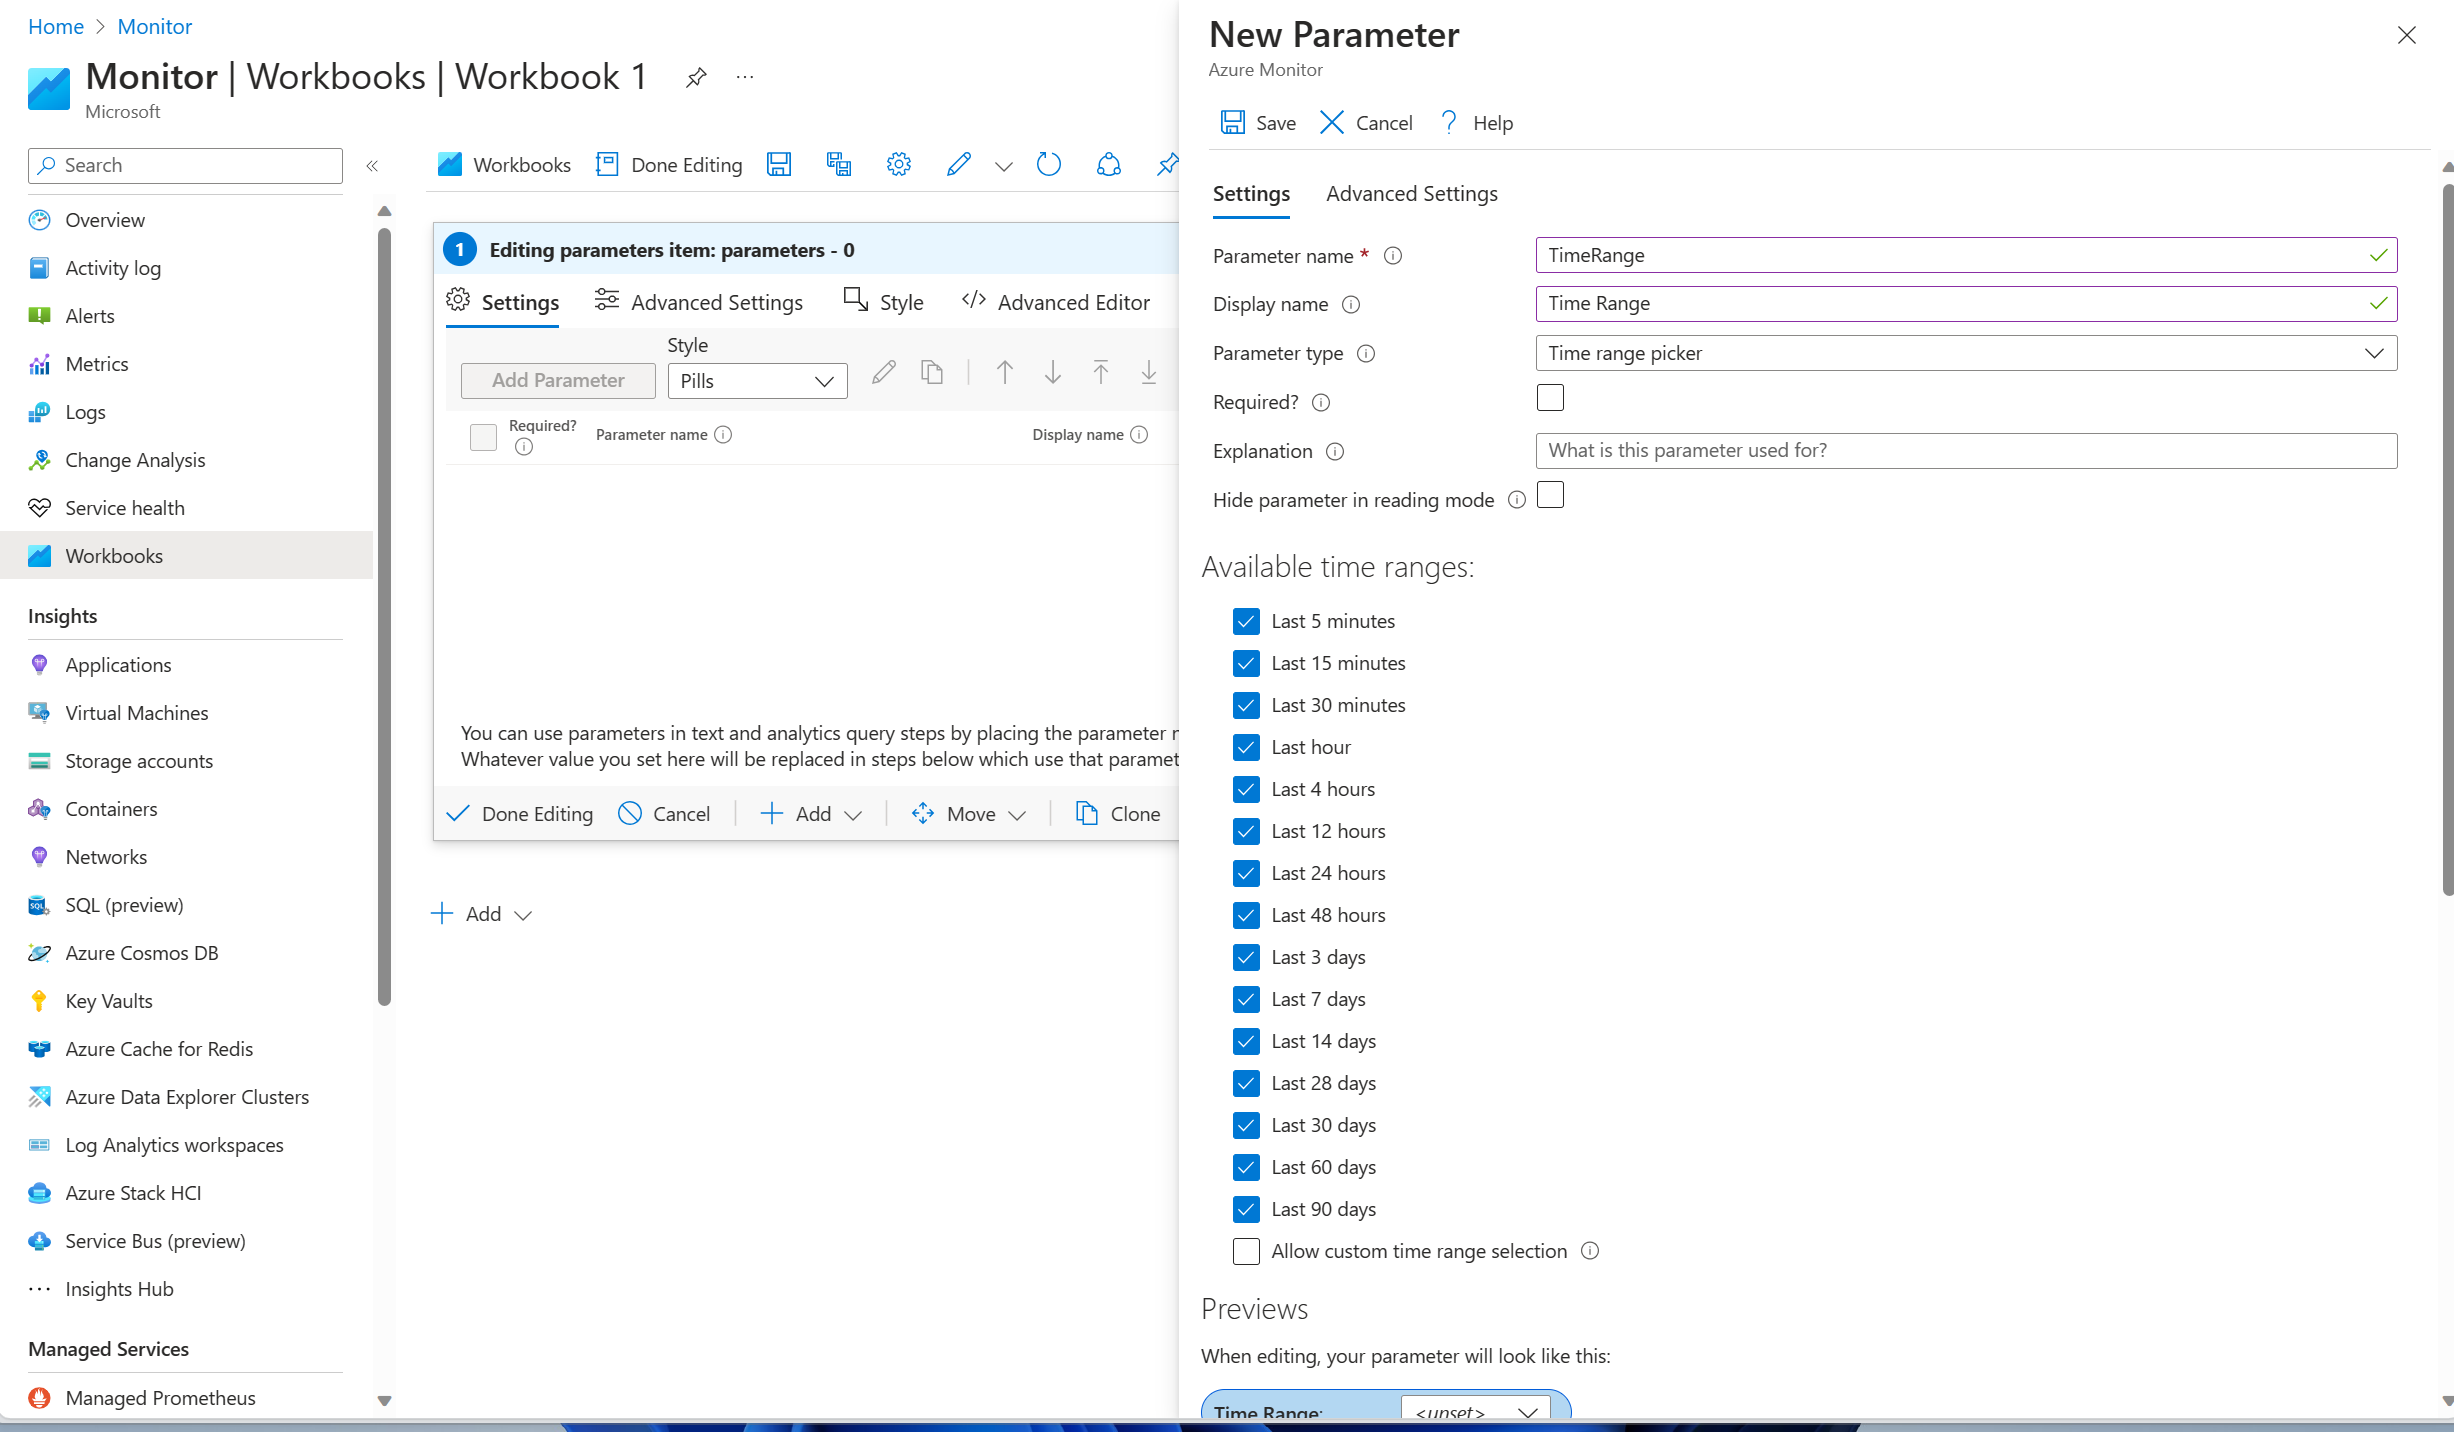 Home > Monitor
Monitor | Workbooks | Workbook 1
Microsoft
Search
Overview
Activity log
Alerts
Metrics
Logs
Change Analysis
Service health
Workbooks
Insights
Applications
Virtual Machines
Storage accounts
Containers
Networks
SQL (preview)
Azure Cosmos DB
Key Vaults
Azure Cache for Redis
Azure Data Explorer Clusters
Log Analytics workspaces
Azure Stack HCI
Service Bus (preview)
Insights Hub
Managed Services
Managed Prometheus
Workbooks Done Editing
1 Editing parameters item: parameters - 0
Settings Advanced Settings Style Advanced Editor
Style
Add Parameter Pills
Required? Parameter name Display name
You can use parameters in text and analytics query steps by placing the parameter
Whatever value you set here will be replaced in steps below which use that
Done Editing Cancel Add Move Clone
Add
New Parameter
Azure Monitor
Save Cancel Help
Settings Advanced Settings
Parameter name * TimeRange
Display name Time Range
Parameter type Time range picker
Required?
Explanation What is this parameter used for?
Hide parameter in reading mode
Available time ranges:
Last 5 minutes
Last 15 minutes
Last 30 minutes
Last hour
Last 4 hours
Last 12 hours
Last 24 hours
Last 48 hours
Last 3 days
Last 7 days
Last 14 days
Last 28 days
Last 30 days
Last 60 days
Last 90 days
Allow custom time range selection
Previews
When editing, your parameter will look like this:
Time Range: <unset>